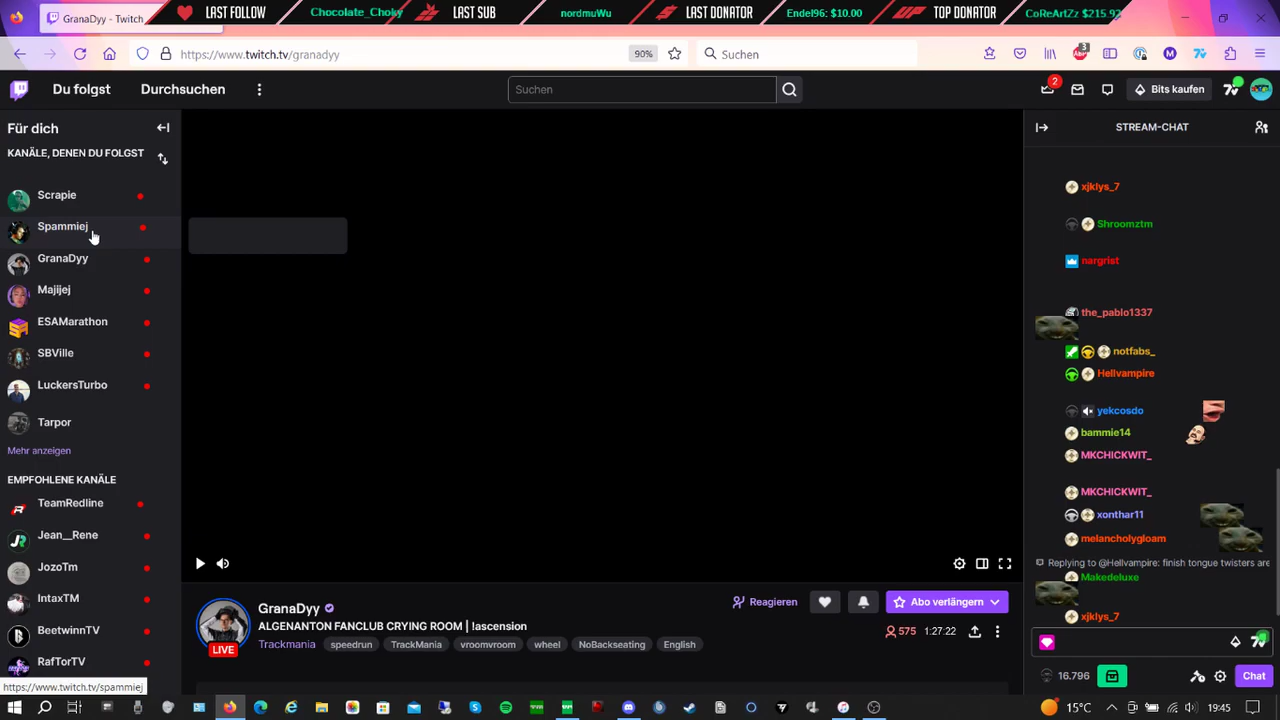 GranaDyy - Twitch
LAST FOLLOW
Chocolate_Choky
LAST SUB
nordmuWu
LAST DONATOR
Endel96: $10.00
TOP DONATOR
CoReArtZz $215.92
https://www.twitch.tv/granadyy
90%
Suchen
3
Du folgst
Durchsuchen
Suchen
2
Bits kaufen
Für dich
KANÄLE, DENEN DU FOLGST
Scrapie
Spammiej
GranaDyy
Majijej
ESAMarathon
SBVille
LuckersTurbo
Tarpor
Mehr anzeigen
EMPFOHLENE KANÄLE
TeamRedline
Jean__Rene
JozoTm
IntaxTM
BeetwinnTV
RafTorTV
https://www.twitch.tv/spammiej
GranaDyy
ALGENANTON FANCLUB CRYING ROOM | !ascension
Trackmania
speedrun
TrackMania
vroomvroom
wheel
NoBackseating
English
LIVE
Reagieren
Abo verlängern
575
1:27:22
STREAM-CHAT
xjklys_7
Shroomztm
nargrist
the_pablo1337
notfabs_
Hellvampire
yekcosdo
bammie14
MKCHICKWIT_
MKCHICKWIT_
xonthar11
melancholygloam
Replying to @Hellvampire: finish tongue twisters are
Makedeluxe
xjklys_7
16.796
Chat
15°C
19:45